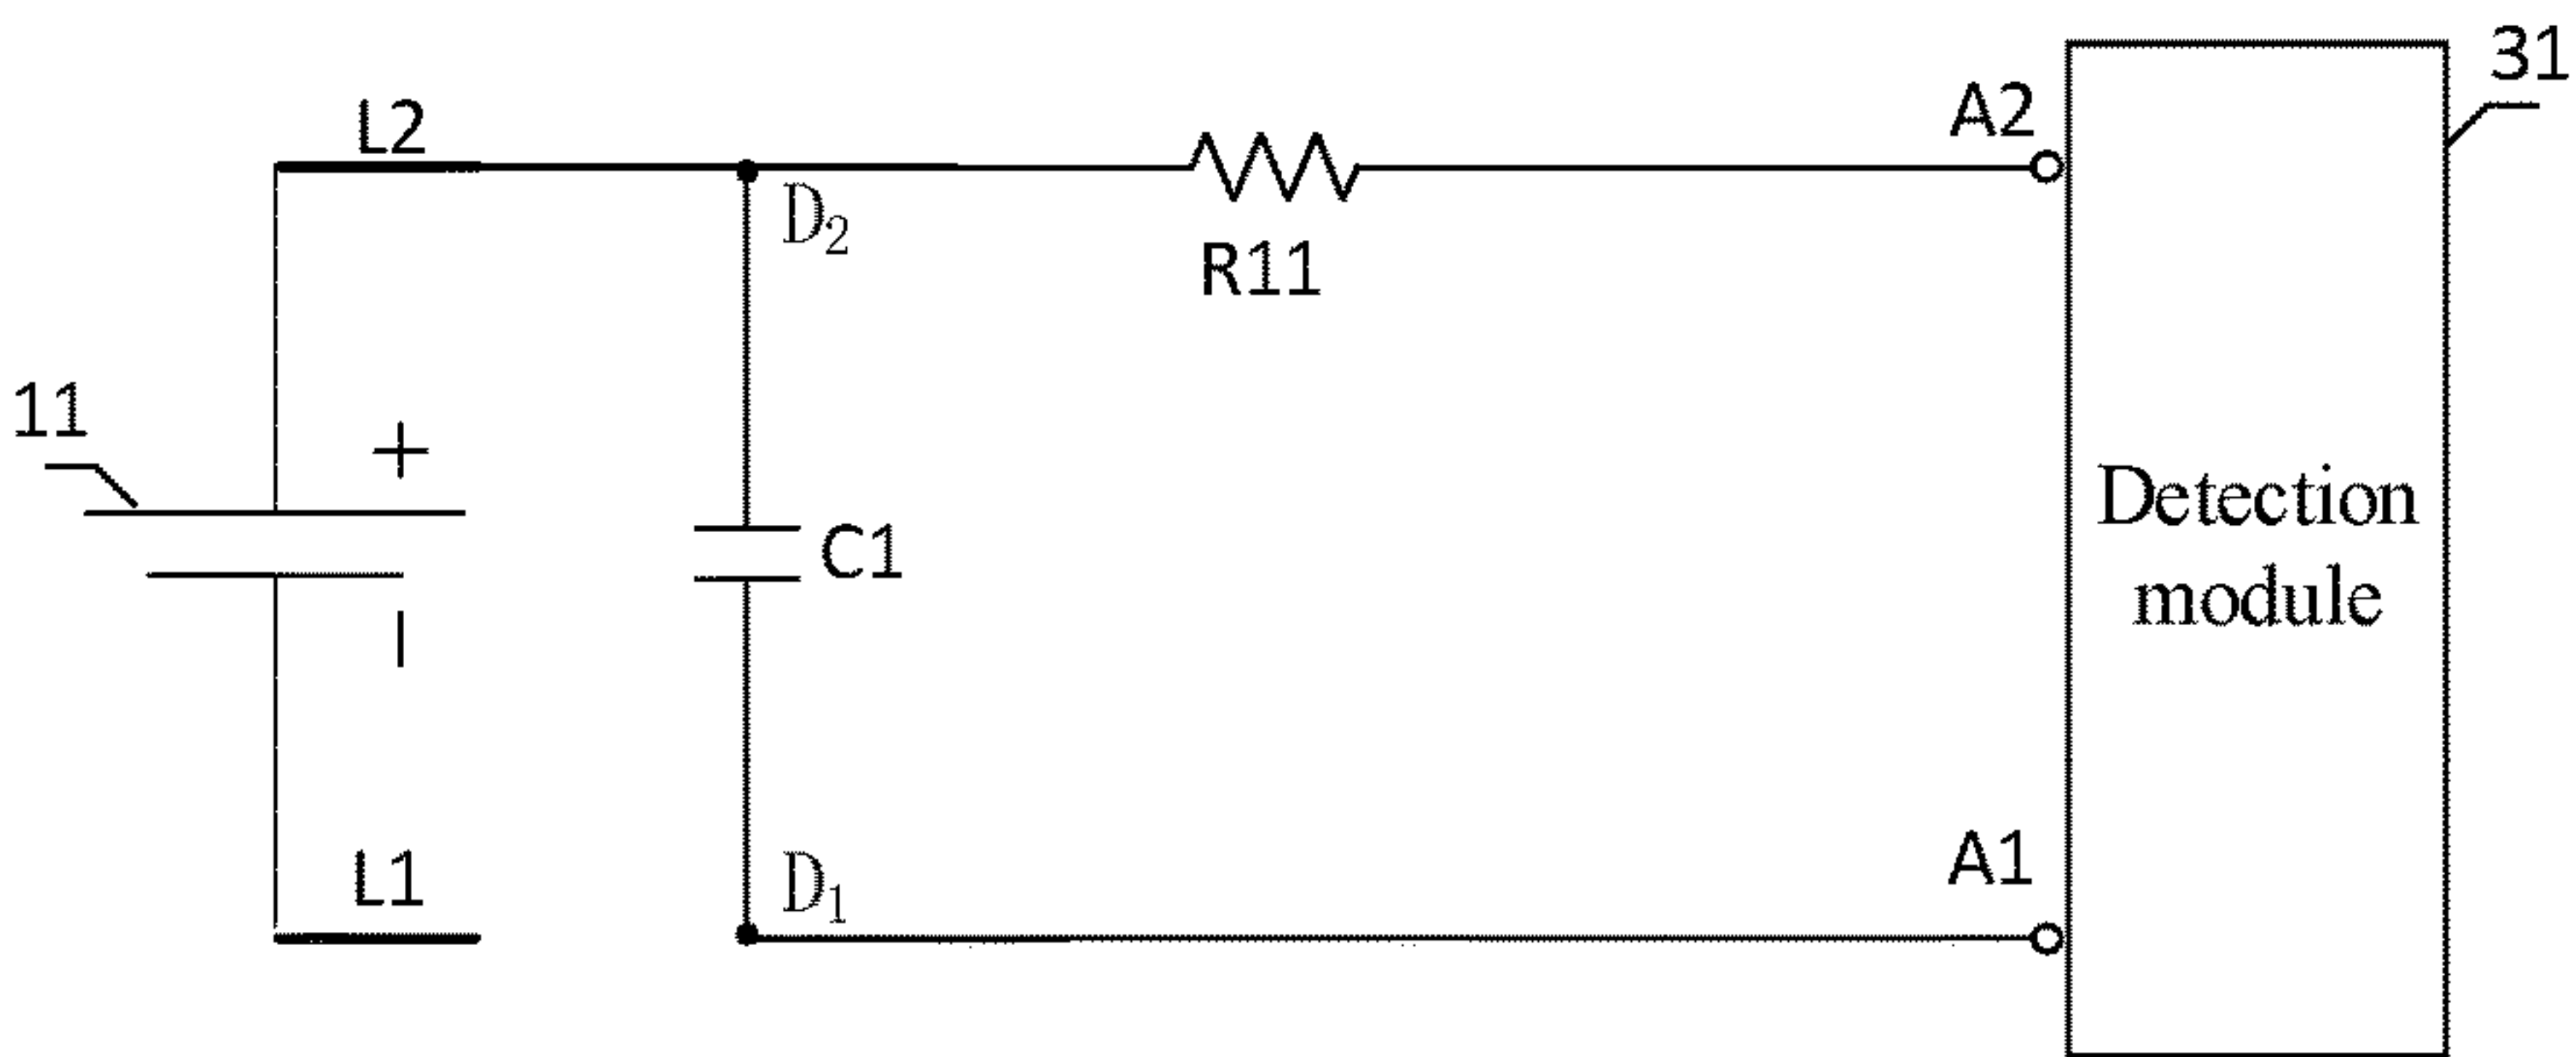 31
A2
L2
D₂
R11
11
+
C1
Detection
module
−
L1
D₁
A1